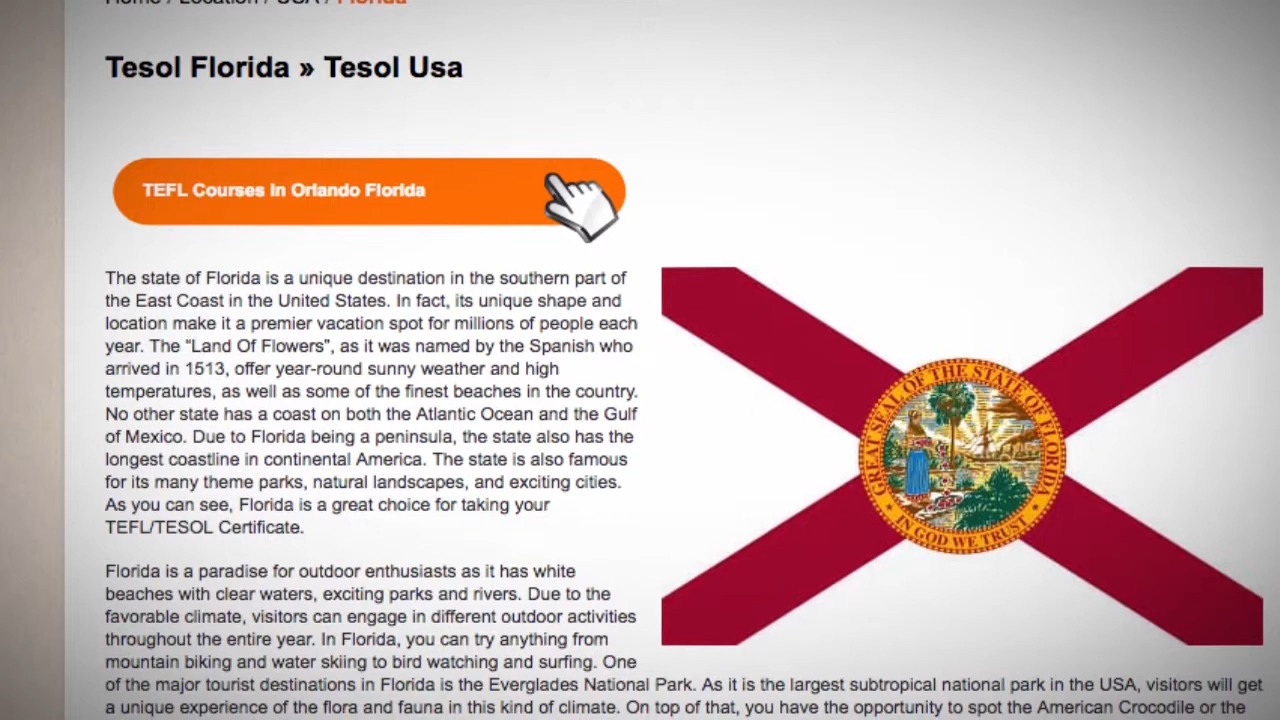 Home / Location / USA / Florida
Tesol Florida » Tesol Usa
TEFL Courses In Orlando Florida
The state of Florida is a unique destination in the southern part of
the East Coast in the United States. In fact, its unique shape and
location make it a premier vacation spot for millions of people each
year. The “Land Of Flowers”, as it was named by the Spanish who
arrived in 1513, offer year-round sunny weather and high
temperatures, as well as some of the finest beaches in the country.
No other state has a coast on both the Atlantic Ocean and the Gulf
of Mexico. Due to Florida being a peninsula, the state also has the
longest coastline in continental America. The state is also famous
for its many theme parks, natural landscapes, and exciting cities.
As you can see, Florida is a great choice for taking your
TEFL/TESOL Certificate.
GREAT SEAL OF THE STATE OF FLORIDA
IN GOD WE TRUST
Florida is a paradise for outdoor enthusiasts as it has white
beaches with clear waters, exciting parks and rivers. Due to the
favorable climate, visitors can engage in different outdoor activities
throughout the entire year. In Florida, you can try anything from
mountain biking and water skiing to bird watching and surfing. One
of the major tourist destinations in Florida is the Everglades National Park. As it is the largest subtropical national park in the USA, visitors will get
a unique experience of the flora and fauna in this kind of climate. On top of that, you have the opportunity to spot the American Crocodile or the